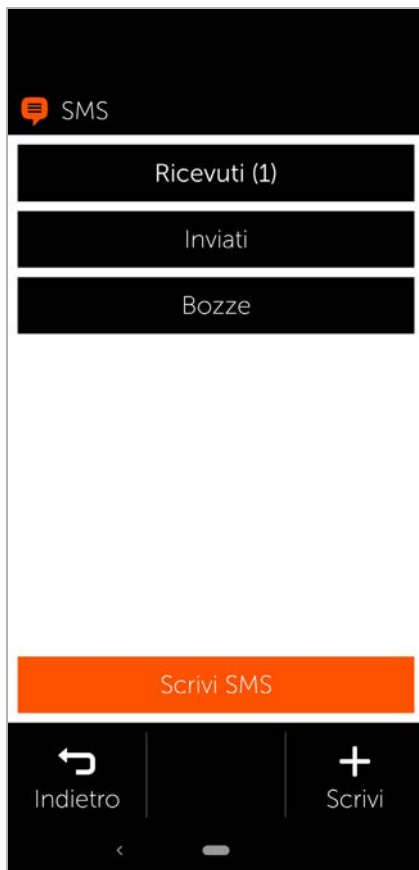 SMS
Ricevuti (1)
Inviati
Bozze
Scrivi SMS
Indietro
Scrivi